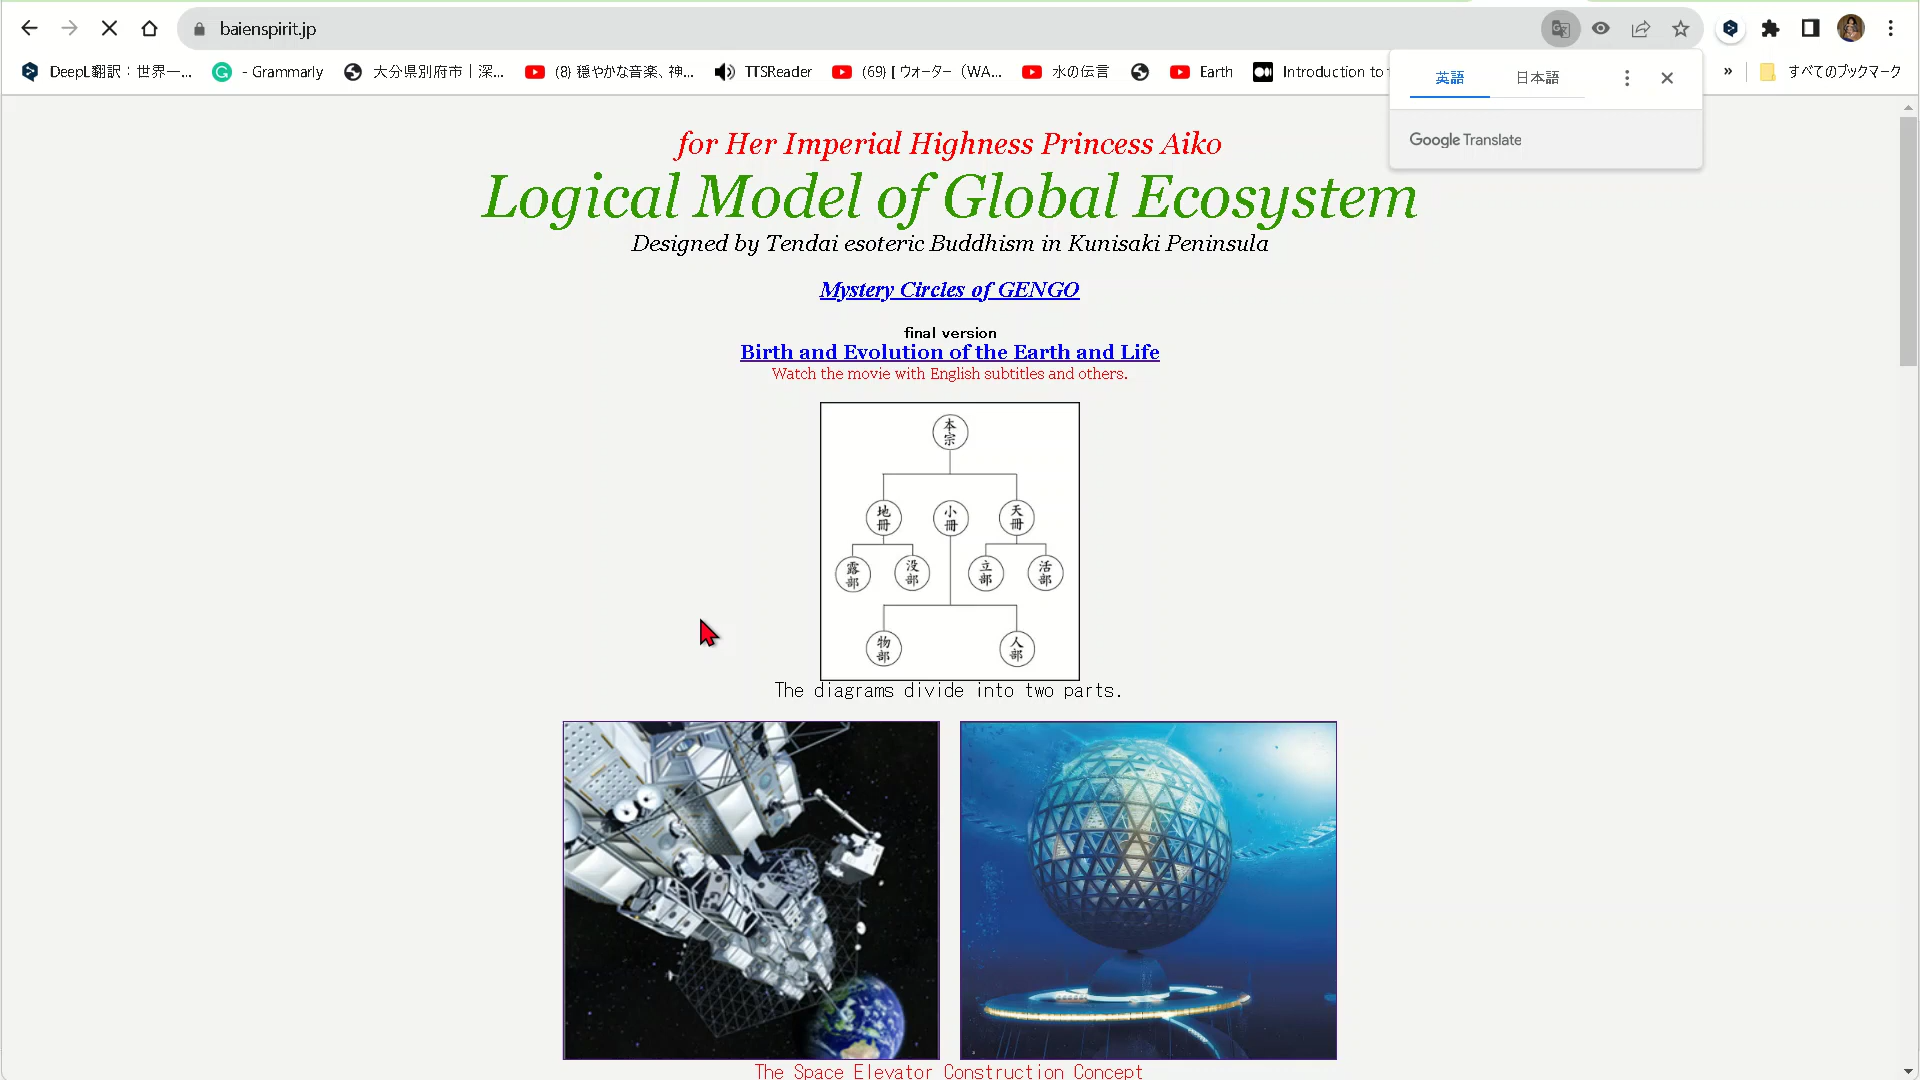 baienspirit.jp
DeepL翻訳：世界一... - Grammarly 大分県別府市｜深... (8) 穏やかな音楽、神... TTSReader (69) [ ウォーター（WA... 水の伝言 Earth Introduction to » すべてのブックマーク
英語 日本語
Google Translate
for Her Imperial Highness Princess Aiko
Logical Model of Global Ecosystem
Designed by Tendai esoteric Buddhism in Kunisaki Peninsula
Mystery Circles of GENGO
final version
Birth and Evolution of the Earth and Life
Watch the movie with English subtitles and others.
本宗
地冊 小冊 天冊
露部 没部 立部 活部
物部 人部
The diagrams divide into two parts.
The Space Elevator Construction Concept